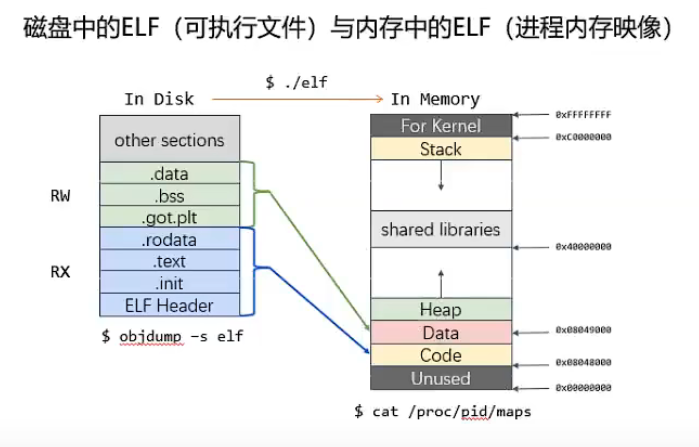 磁盘中的ELF（可执行文件）与内存中的ELF（进程内存映像）
$ ./elf
In Disk
In Memory
other sections
.data
.bss
.got.plt
.rodata
.text
.init
ELF Header
RW
RX
$ objdump -s elf
For Kernel
Stack
shared libraries
Heap
Data
Code
Unused
0xFFFFFFFF
0xC0000000
0x40000000
0x08049000
0x08048000
0x00000000
$ cat /proc/pid/maps